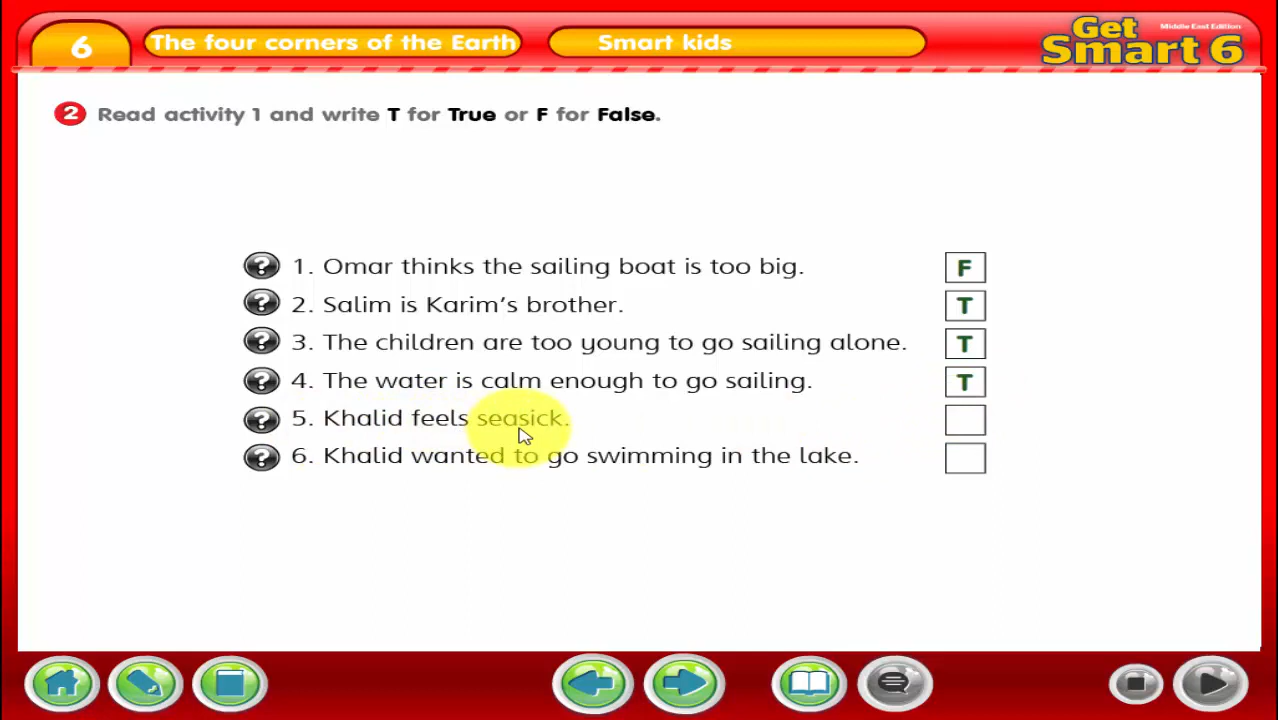 6
The four corners of the Earth
Smart kids
Middle East Edition
Get
Smart 6
2 Read activity 1 and write T for True or F for False.
? 1. Omar thinks the sailing boat is too big. F
? 2. Salim is Karim's brother. T
? 3. The children are too young to go sailing alone. T
? 4. The water is calm enough to go sailing. T
? 5. Khalid feels seasick.
? 6. Khalid wanted to go swimming in the lake.